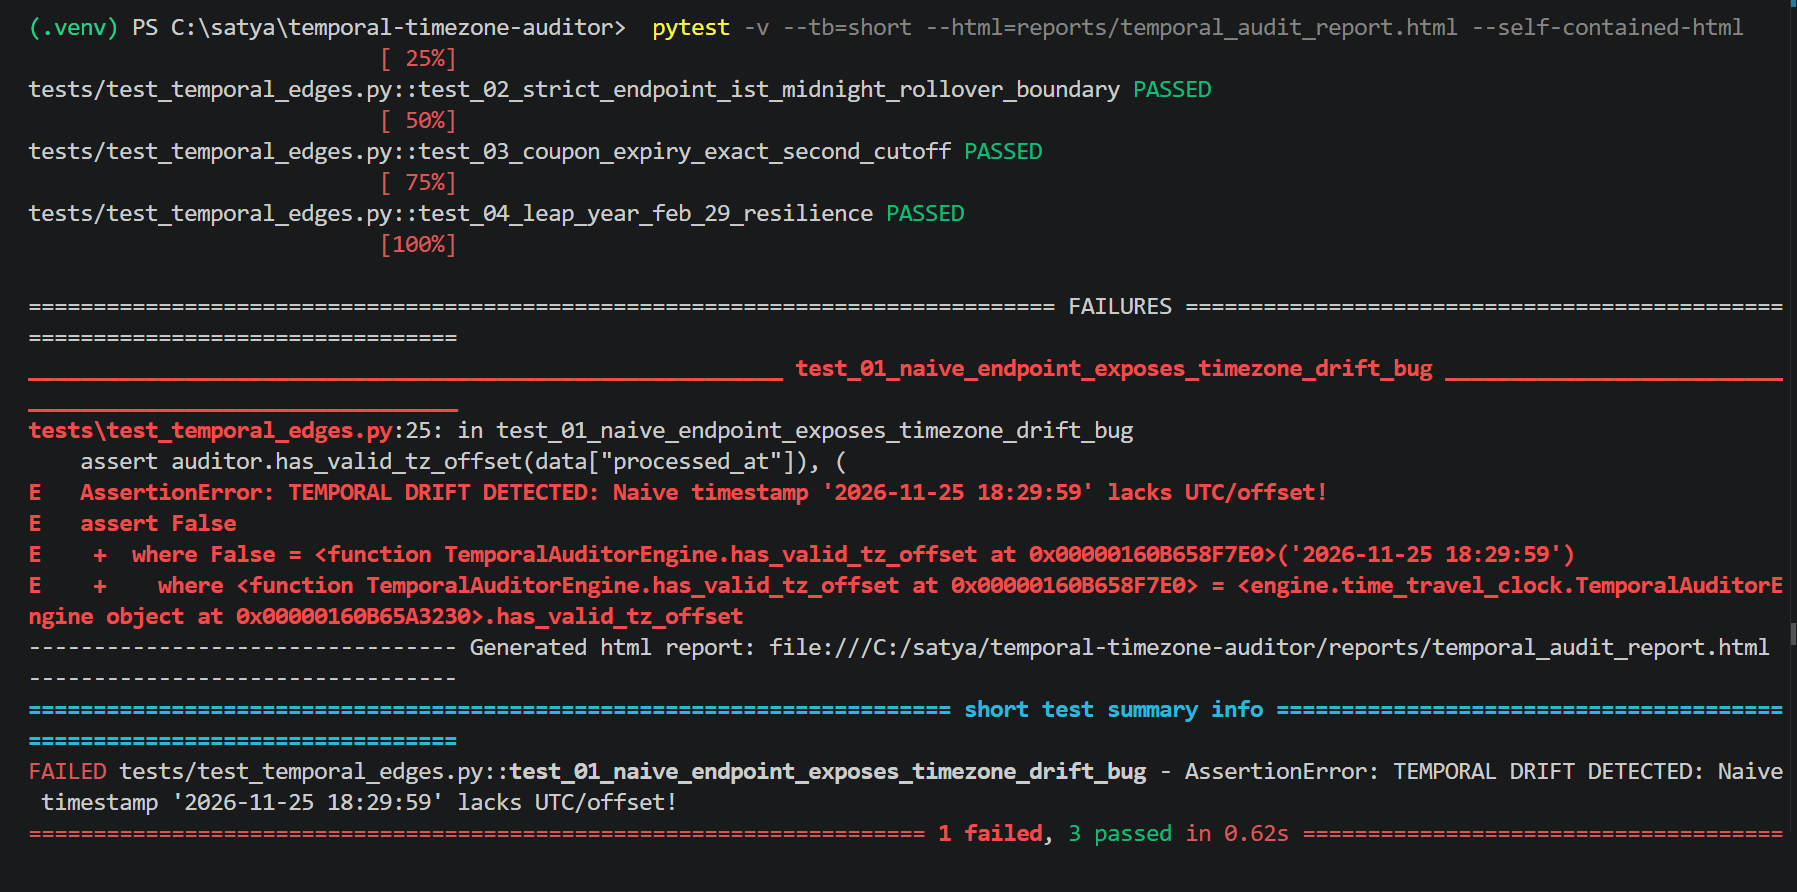 (.venv) PS C:\satya\temporal-timezone-auditor>  pytest -v --tb=short --html=reports/temporal_audit_report.html --self-contained-html
[ 25%]
tests/test_temporal_edges.py::test_02_strict_endpoint_ist_midnight_rollover_boundary PASSED
[ 50%]
tests/test_temporal_edges.py::test_03_coupon_expiry_exact_second_cutoff PASSED
[ 75%]
tests/test_temporal_edges.py::test_04_leap_year_feb_29_resilience PASSED
[100%]
=============================================================================== FAILURES ==============================================
=================================
__________________________________________________________ test_01_naive_endpoint_exposes_timezone_drift_bug __________________________
_________________________________
tests\test_temporal_edges.py:25: in test_01_naive_endpoint_exposes_timezone_drift_bug
    assert auditor.has_valid_tz_offset(data["processed_at"]), (
E   AssertionError: TEMPORAL DRIFT DETECTED: Naive timestamp '2026-11-25 18:29:59' lacks UTC/offset!
E   assert False
E    +  where False = <function TemporalAuditorEngine.has_valid_tz_offset at 0x00000160B658F7E0>('2026-11-25 18:29:59')
E    +    where <function TemporalAuditorEngine.has_valid_tz_offset at 0x00000160B658F7E0> = <engine.time_travel_clock.TemporalAuditorE
ngine object at 0x00000160B65A3230>.has_valid_tz_offset
--------------------------------- Generated html report: file:///C:/satya/temporal-timezone-auditor/reports/temporal_audit_report.html
---------------------------------
======================================================================= short test summary info =======================================
=================================
FAILED tests/test_temporal_edges.py::test_01_naive_endpoint_exposes_timezone_drift_bug - AssertionError: TEMPORAL DRIFT DETECTED: Naive
 timestamp '2026-11-25 18:29:59' lacks UTC/offset!
===================================================================== 1 failed, 3 passed in 0.62s =====================================